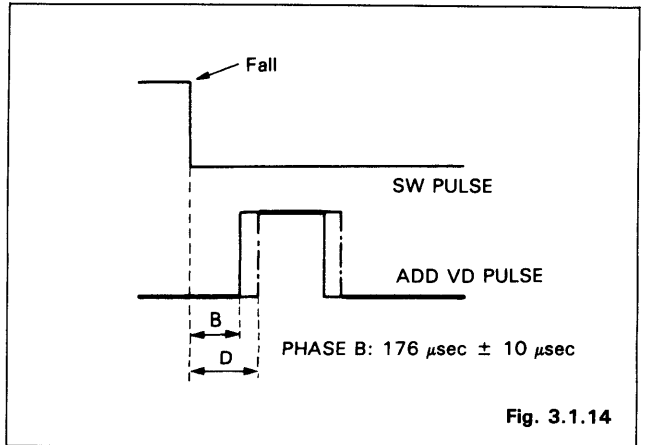 Fall
SW PULSE
ADD VD PULSE
B
D
PHASE B: 176 μsec ± 10 μsec
Fig. 3.1.14